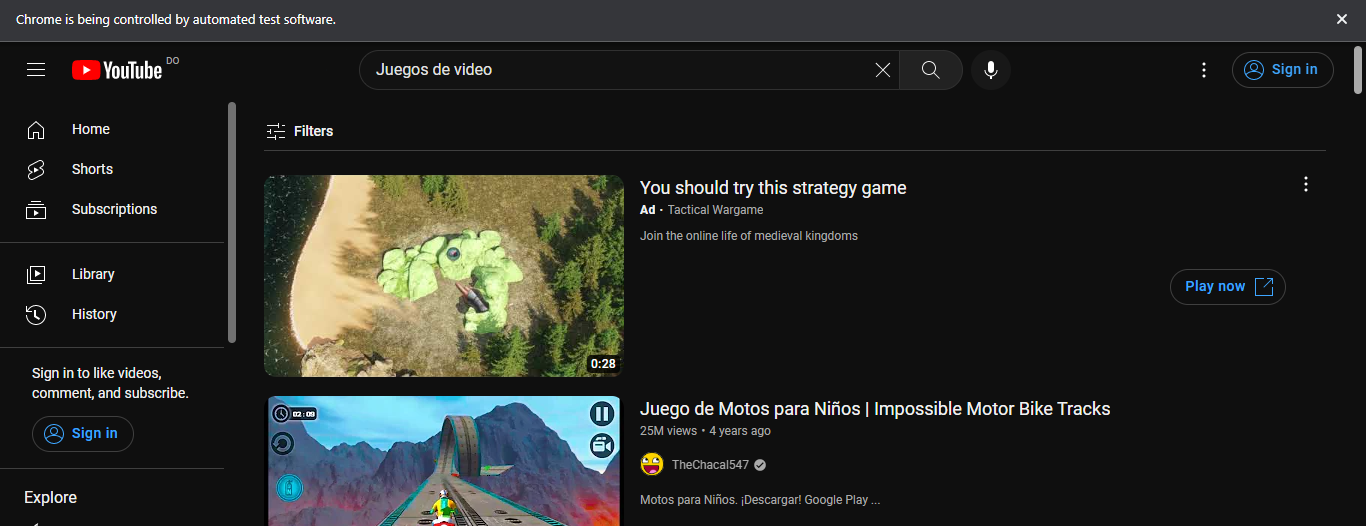 Chrome is being controlled by automated test software.
YouTube DO
Juegos de video
Sign in
Home
Shorts
Subscriptions
Library
History
Sign in to like videos,
comment, and subscribe.
Sign in
Explore
Filters
You should try this strategy game
Ad · Tactical Wargame
Join the online life of medieval kingdoms
Play now
0:28
02:09
Juego de Motos para Niños | Impossible Motor Bike Tracks
25M views · 4 years ago
TheChacal547
Motos para Niños. ¡Descargar! Google Play ...